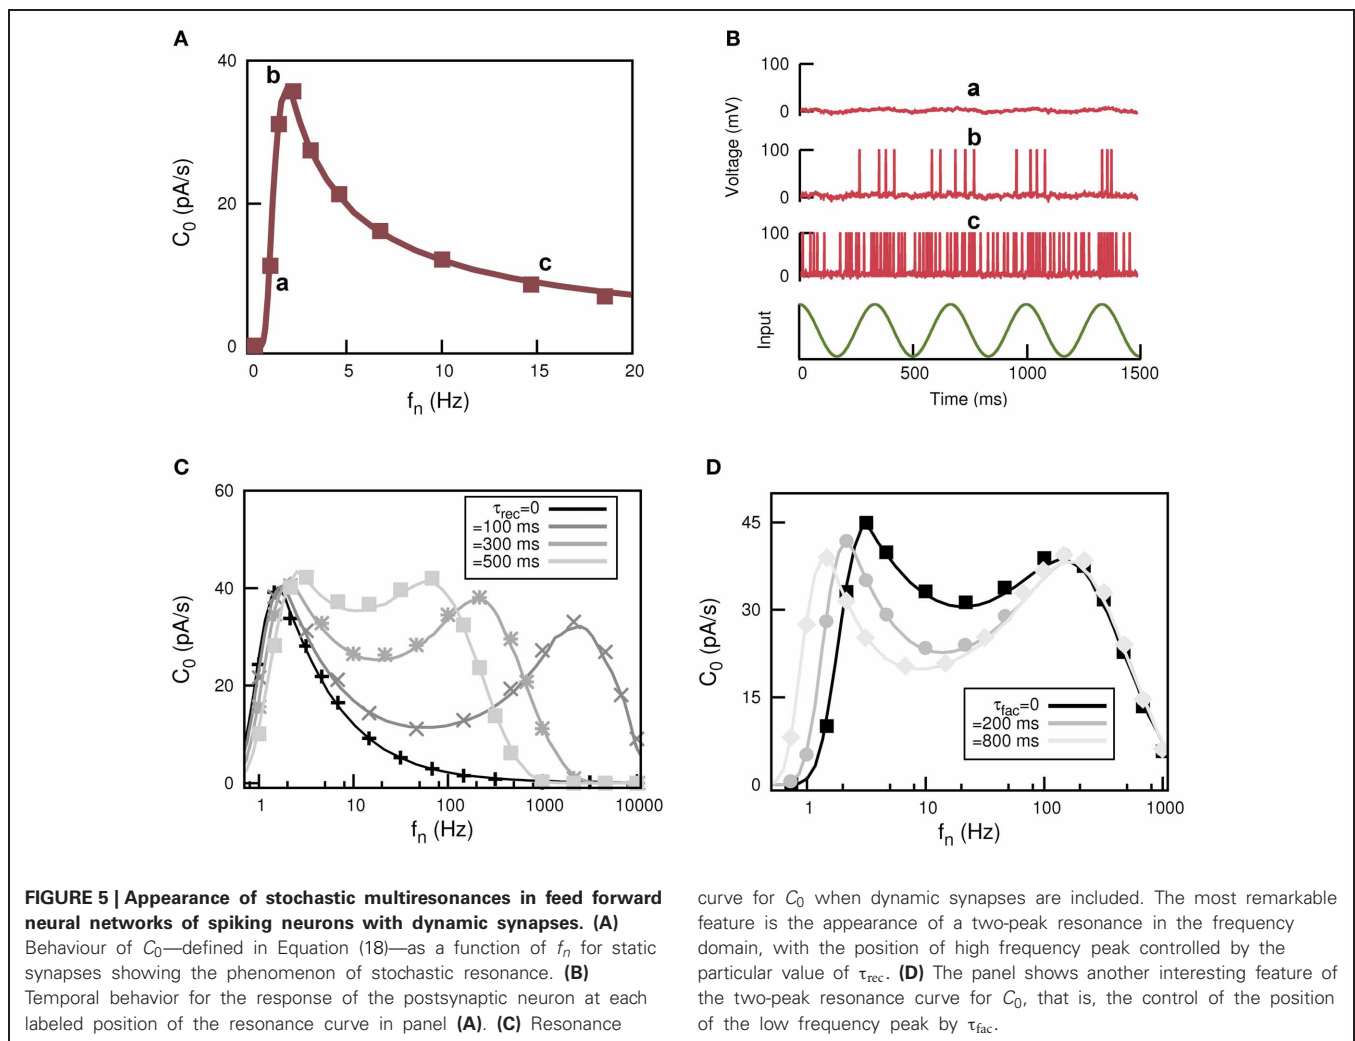 A
40
20
0
C0 (pA/s)
b
a
c
0 5 10 15 20
fn (Hz)
B
100
0
a
100
0
b
100
0
c
Voltage (mV)
Input
0 500 1000 1500
Time (ms)
C
60
40
20
0
C0 (pA/s)
τrec=0
=100 ms
=300 ms
=500 ms
1 10 100 1000 10000
fn (Hz)
D
45
30
15
0
C0 (pA/s)
τfac=0
=200 ms
=800 ms
1 10 100 1000
fn (Hz)
FIGURE 5 | Appearance of stochastic multiresonances in feed forward
neural networks of spiking neurons with dynamic synapses. (A)
Behaviour of C0—defined in Equation (18)—as a function of fn for static
synapses showing the phenomenon of stochastic resonance. (B)
Temporal behavior for the response of the postsynaptic neuron at each
labeled position of the resonance curve in panel (A). (C) Resonance
curve for C0 when dynamic synapses are included. The most remarkable
feature is the appearance of a two-peak resonance in the frequency
domain, with the position of high frequency peak controlled by the
particular value of τrec. (D) The panel shows another interesting feature of
the two-peak resonance curve for C0, that is, the control of the position
of the low frequency peak by τfac.